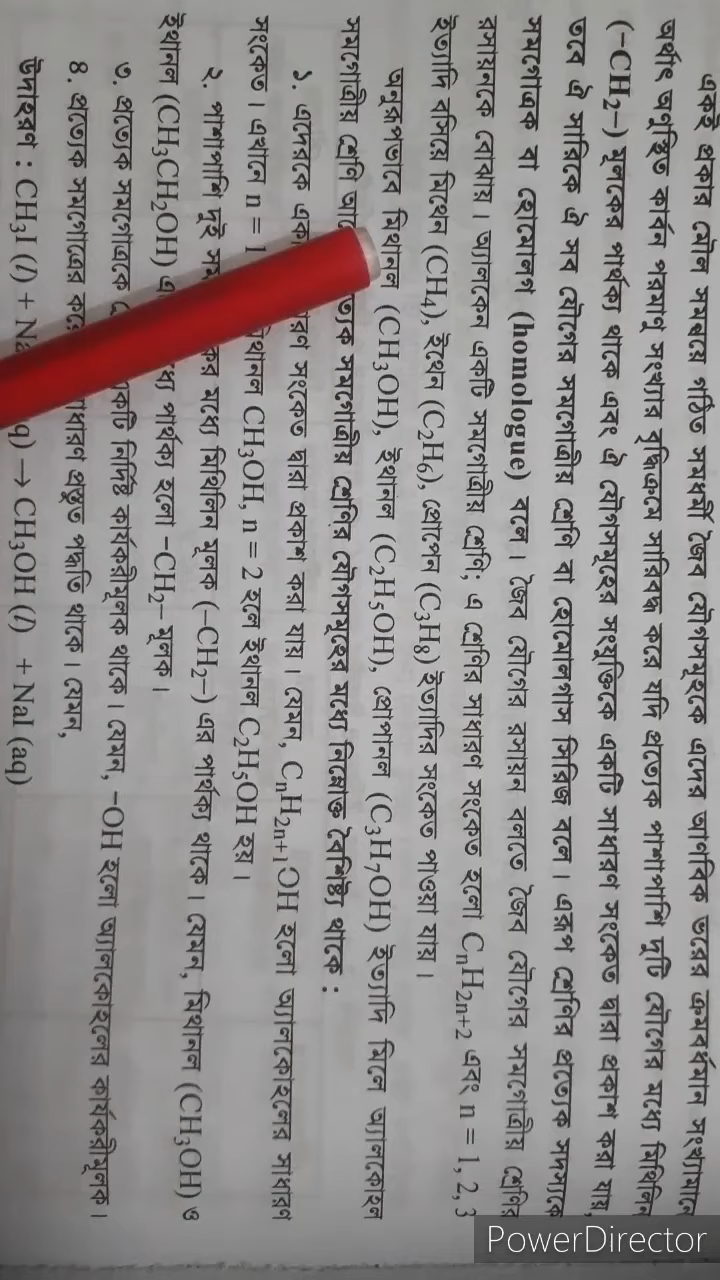 একই প্রকার মৌল সমন্বয়ে গঠিত সমধর্মী জৈব যৌগসমূহকে এদের আণবিক ভরের ক্রমবর্ধমান সংখ্যামানে
অর্থাৎ অণুস্থিত কার্বন পরমাণু সংখ্যার বৃদ্ধিক্রমে সারিবদ্ধ করে যদি প্রত্যেক পাশাপাশি দুটি যৌগের মধ্যে মিথিলিন
(–CH₂–) মূলকের পার্থক্য থাকে এবং ঐ যৌগসমূহের সংযুক্তিকে একটি সাধারণ সংকেত দ্বারা প্রকাশ করা যায়,
তবে ঐ সারিকে ঐ সব যৌগের সমগোত্রীয় শ্রেণি বা হোমোলগাস সিরিজ বলে। এরূপ শ্রেণির প্রত্যেক সদস্যকে
সমগোত্রক বা হোমোলগ (homologue) বলে। জৈব যৌগের রসায়ন বলতে জৈব যৌগের সমগোত্রীয় শ্রেণির
রসায়নকে বোঝায়। অ্যালকেন একটি সমগোত্রীয় শ্রেণি; এ শ্রেণির সাধারণ সংকেত হলো CₙH₂ₙ₊₂ এবং n = 1, 2, 3
ইত্যাদি বসিয়ে মিথেন (CH₄), ইথেন (C₂H₆), প্রোপেন (C₃H₈) ইত্যাদির সংকেত পাওয়া যায়।
অনুরূপভাবে মিথানল (CH₃OH), ইথানল (C₂H₅OH), প্রোপানল (C₃H₇OH) ইত্যাদি মিলে অ্যালকোহল
সমগোত্রীয় শ্রেণি সমগোত্রীয় শ্রেণির যৌগসমূহের মধ্যে নিম্নোক্ত বৈশিষ্ট্য থাকে :
১. এদেরকে সংকেত দ্বারা প্রকাশ করা যায়। যেমন, CₙH₂ₙ₊₁OH হলো অ্যালকোহলের সাধারণ
সংকেত। এখানে n = 1 মিথানল CH₃OH, n = 2 হলে ইথানল C₂H₅OH হয়।
২. পাশাপাশি দুই মধ্যে মিথিলিন মূলক (–CH₂–) এর পার্থক্য থাকে। যেমন, মিথানল (CH₃OH) ও
ইথানল (CH₃CH₂OH) পার্থক্য হলো –CH₂– মূলক।
৩. প্রত্যেক সমগোত্রকে একটি নির্দিষ্ট কার্যকরীমূলক থাকে। যেমন, –OH হলো অ্যালকোহলের কার্যকরীমূলক।
৪. প্রত্যেক সমগোত্রের প্রস্তুত পদ্ধতি থাকে। যেমন,
উদাহরণ : CH₃I (l) + Na q) → CH₃OH (l) + NaI (aq)
PowerDirector